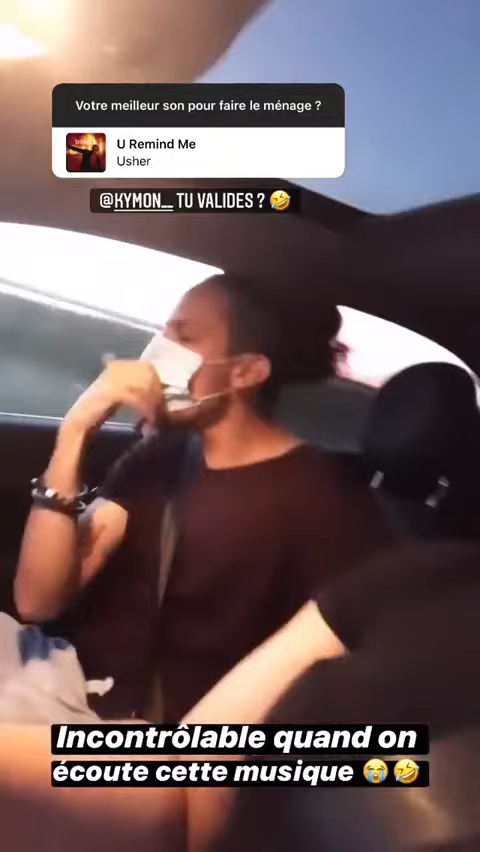 Votre meilleur son pour faire le ménage ?
U Remind Me
Usher
@KYMON__ TU VALIDES ? 🤣
Incontrôlable quand on
écoute cette musique 😭🤣